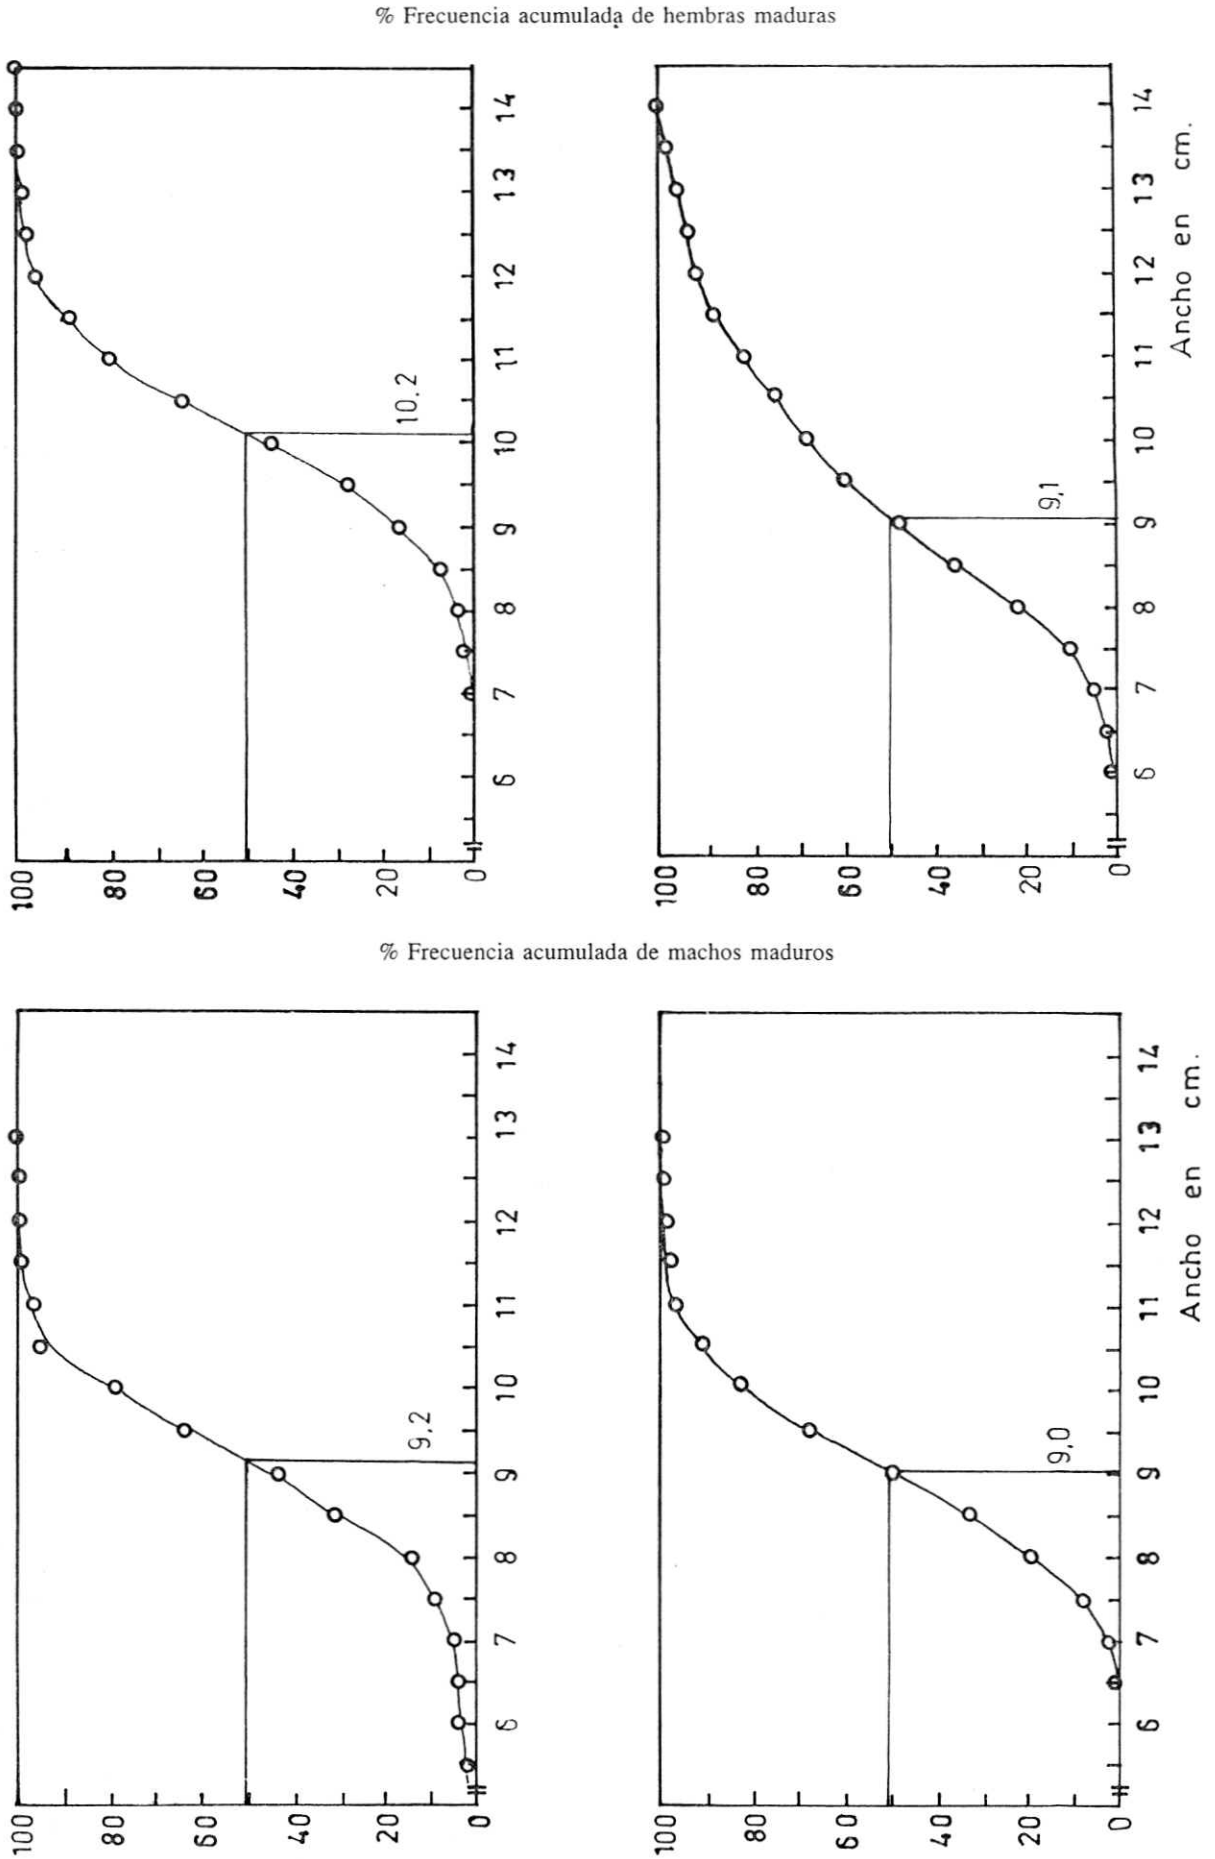 % Frecuencia acumulada de hembras maduras
6 7 8 9 10 11 12 13 14
10.2
100 80 60 40 20 0
6 7 8 9 10 11 12 13 14
9,1
100 80 60 40 20 0
Ancho en cm.
% Frecuencia acumulada de machos maduros
6 7 8 9 10 11 12 13 14
9,2
100 80 60 40 20 0
6 7 8 9 10 11 12 13 14
9,0
100 80 60 40 20 0
Ancho en cm.